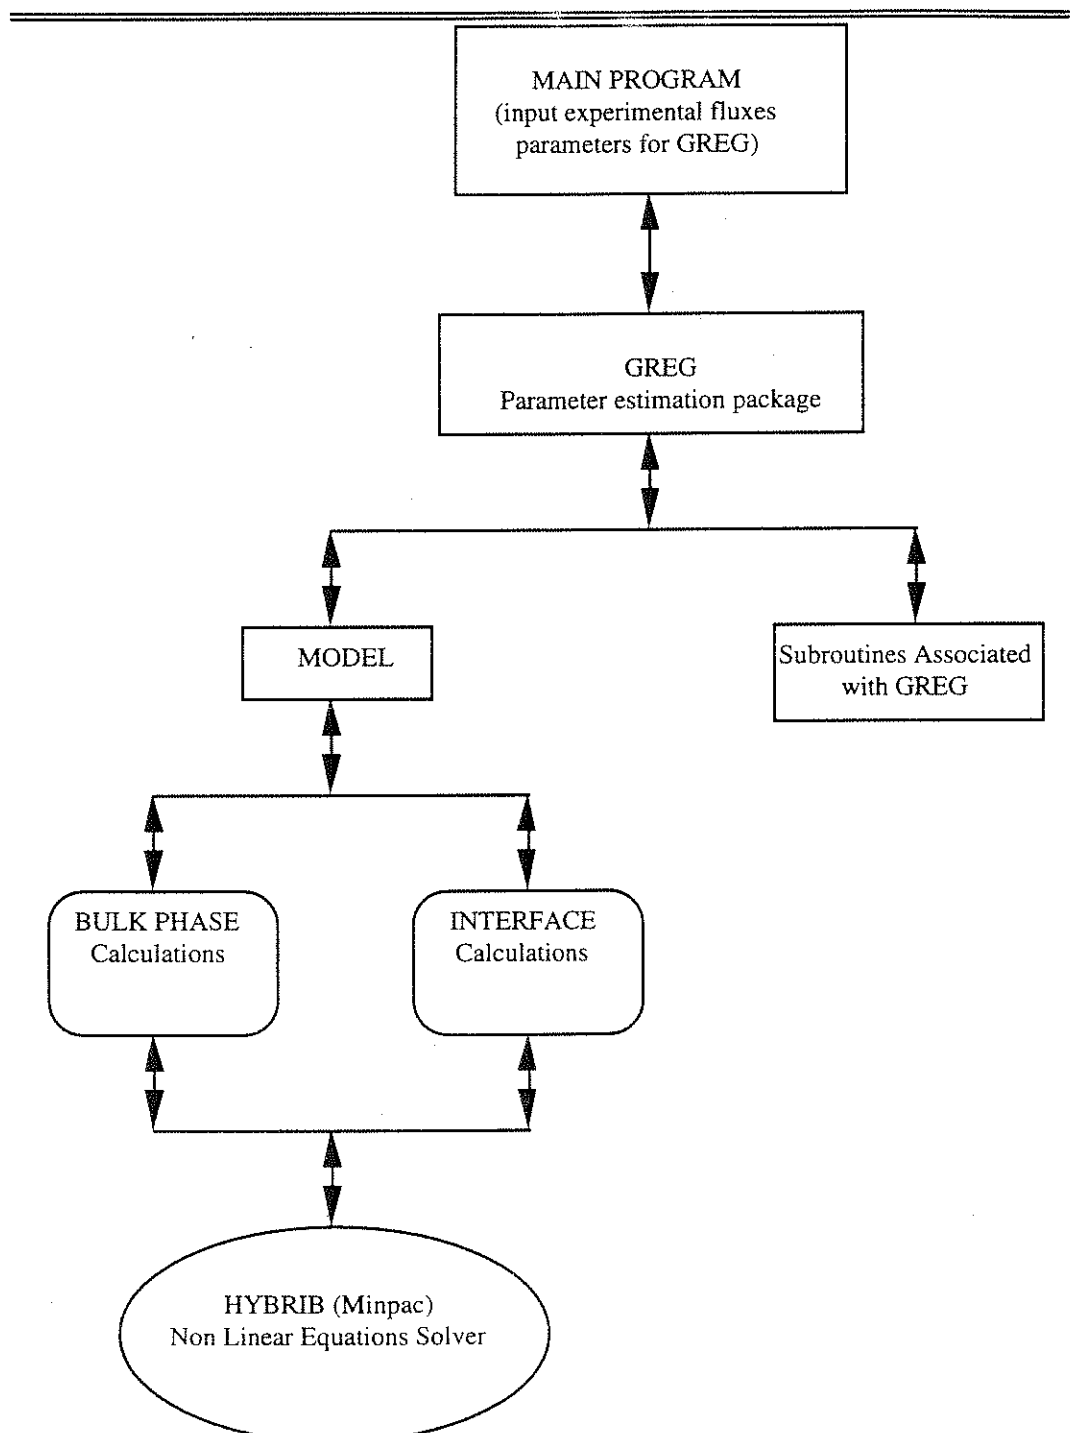 MAIN PROGRAM
(input experimental fluxes
parameters for GREG)
GREG
Parameter estimation package
MODEL
Subroutines Associated
with GREG
BULK PHASE
Calculations
INTERFACE
Calculations
HYBRIB (Minpac)
Non Linear Equations Solver